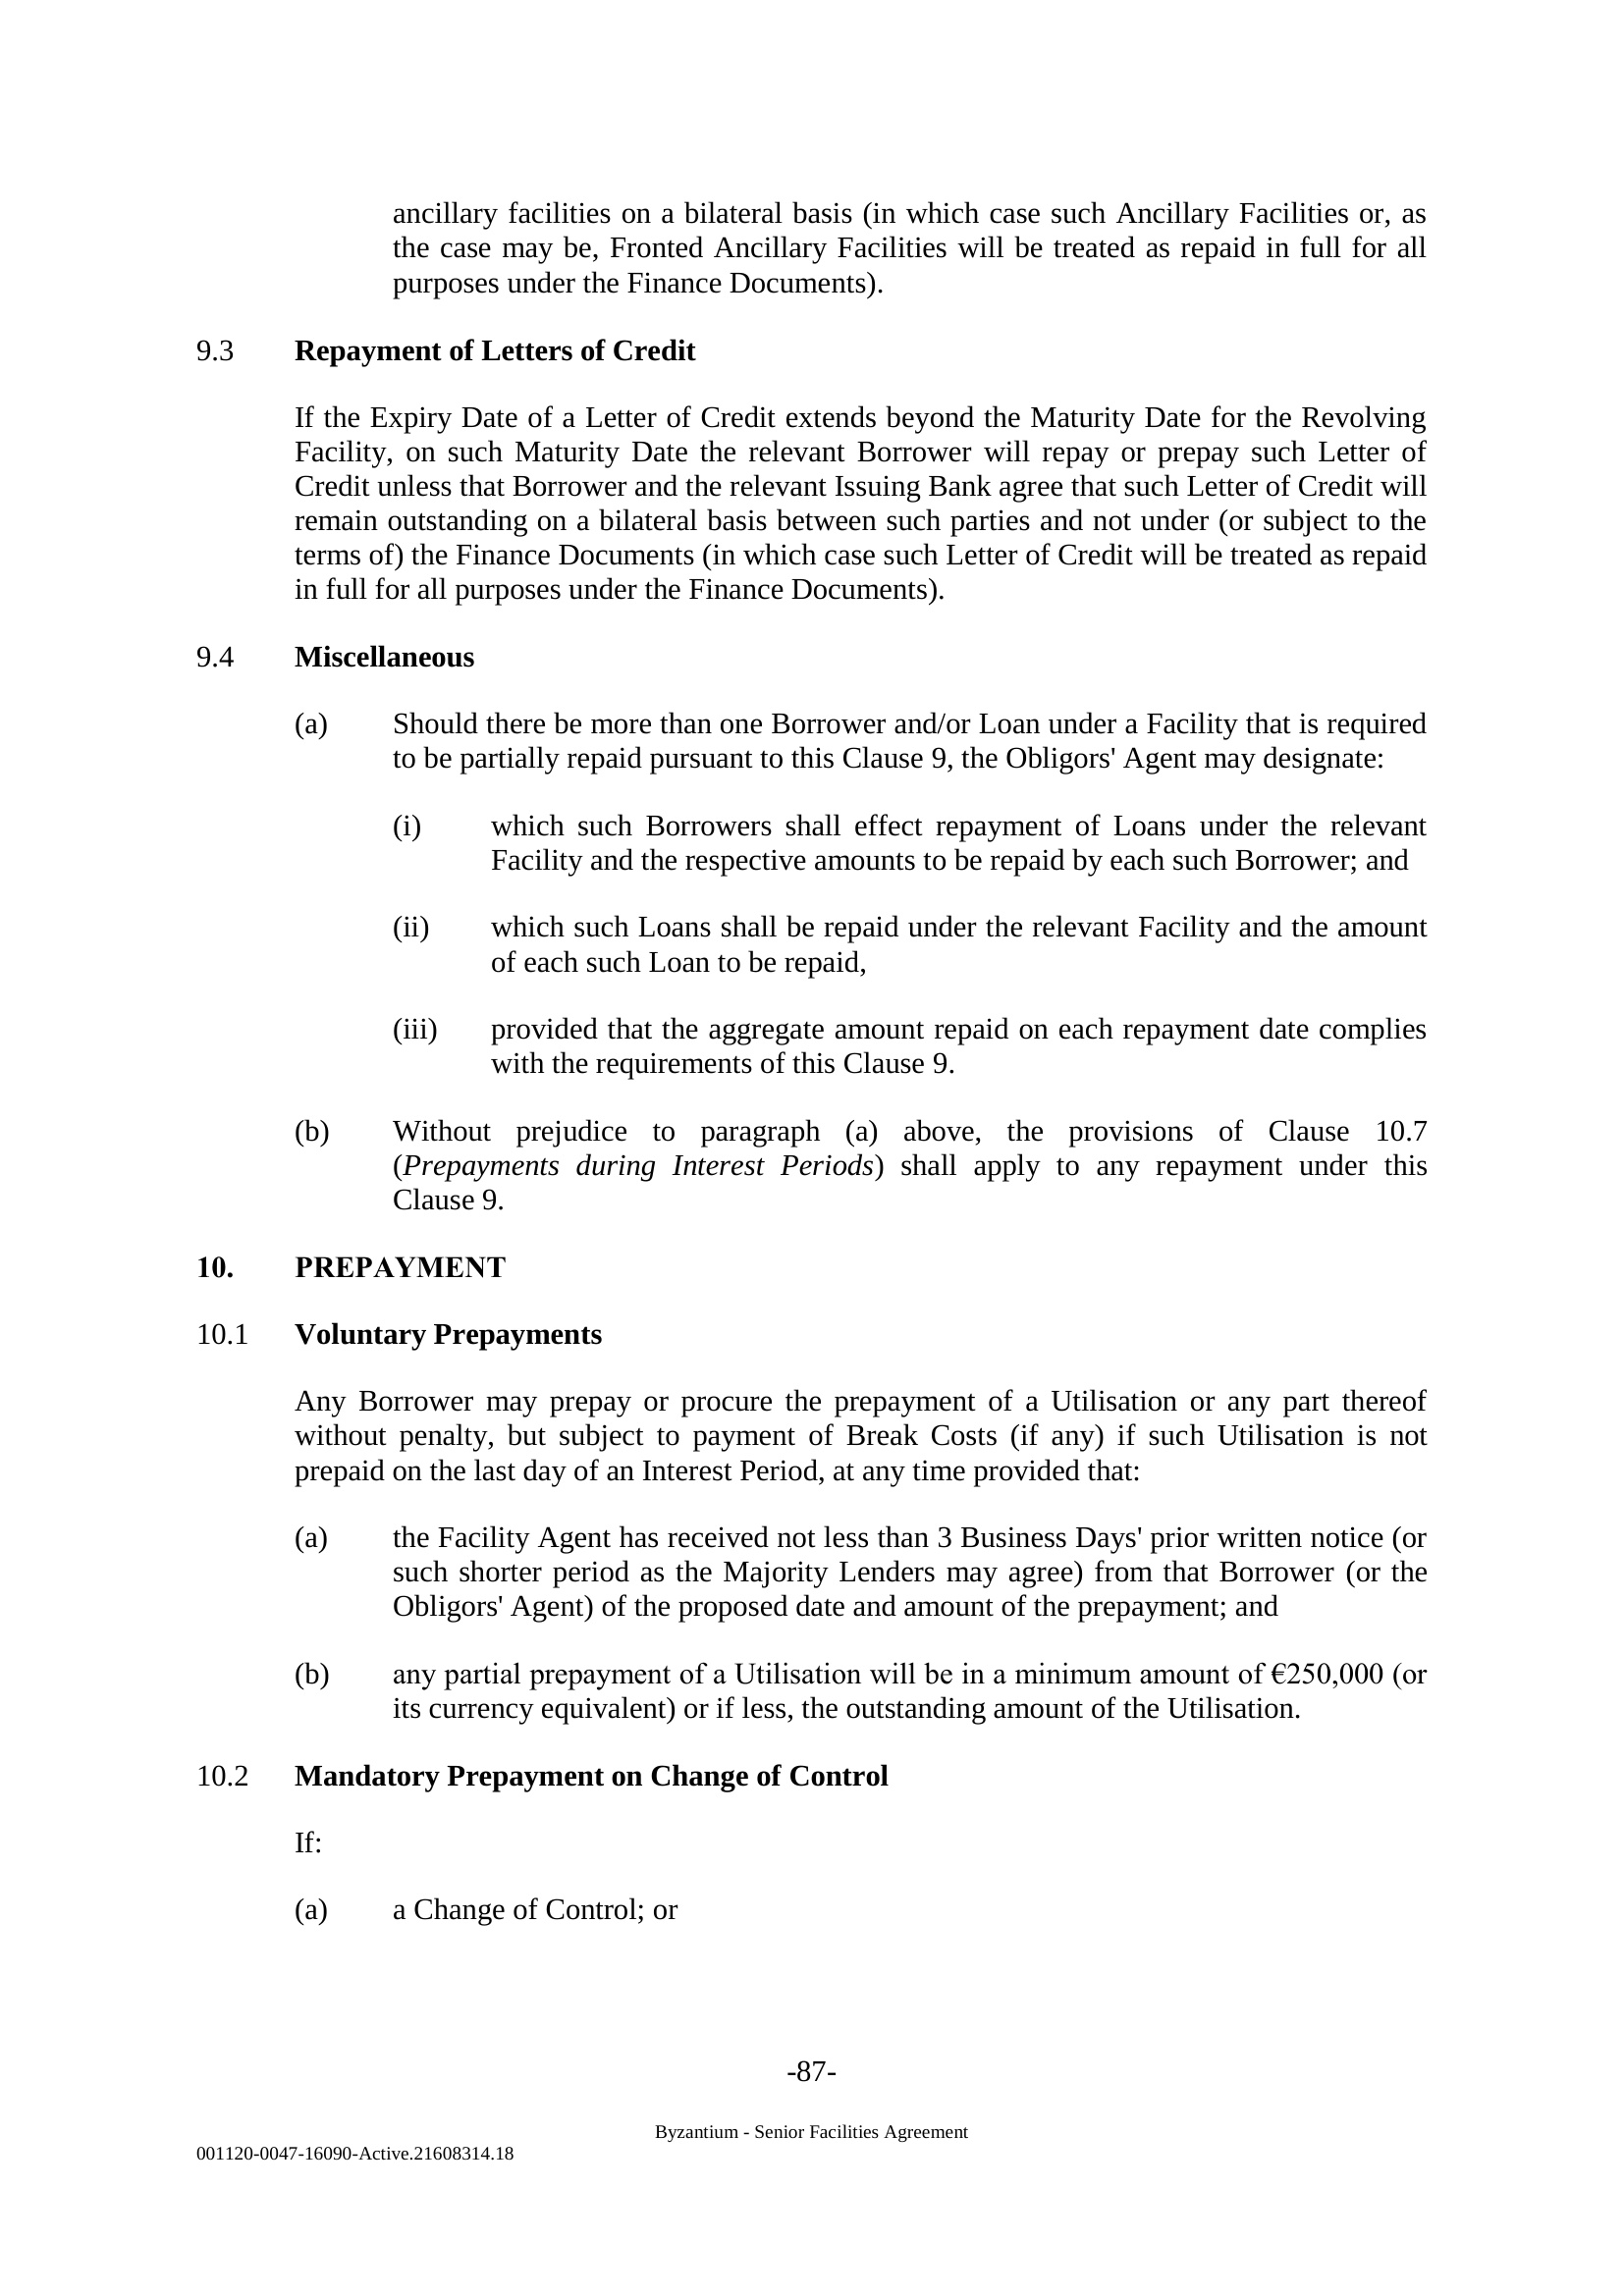 ancillary facilities on a bilateral basis (in which case such Ancillary Facilities or, as
the case may be, Fronted Ancillary Facilities will be treated as repaid in full for all
purposes under the Finance Documents).
9.3 Repayment of Letters of Credit
If the Expiry Date of a Letter of Credit extends beyond the Maturity Date for the Revolving
Facility, on such Maturity Date the relevant Borrower will repay or prepay such Letter of
Credit unless that Borrower and the relevant Issuing Bank agree that such Letter of Credit will
remain outstanding on a bilateral basis between such parties and not under (or subject to the
terms of) the Finance Documents (in which case such Letter of Credit will be treated as repaid
in full for all purposes under the Finance Documents).
9.4 Miscellaneous
(a) Should there be more than one Borrower and/or Loan under a Facility that is required
to be partially repaid pursuant to this Clause 9, the Obligors' Agent may designate:
(i) which such Borrowers shall effect repayment of Loans under the relevant
Facility and the respective amounts to be repaid by each such Borrower; and
(ii) which such Loans shall be repaid under the relevant Facility and the amount
of each such Loan to be repaid,
(iii) provided that the aggregate amount repaid on each repayment date complies
with the requirements of this Clause 9.
(b) Without prejudice to paragraph (a) above, the provisions of Clause 10.7
(Prepayments during Interest Periods) shall apply to any repayment under this
Clause 9.
10. PREPAYMENT
10.1 Voluntary Prepayments
Any Borrower may prepay or procure the prepayment of a Utilisation or any part thereof
without penalty, but subject to payment of Break Costs (if any) if such Utilisation is not
prepaid on the last day of an Interest Period, at any time provided that:
(a) the Facility Agent has received not less than 3 Business Days' prior written notice (or
such shorter period as the Majority Lenders may agree) from that Borrower (or the
Obligors' Agent) of the proposed date and amount of the prepayment; and
(b) any partial prepayment of a Utilisation will be in a minimum amount of €250,000 (or
its currency equivalent) or if less, the outstanding amount of the Utilisation.
10.2 Mandatory Prepayment on Change of Control
If:
(a) a Change of Control; or
-87-
Byzantium - Senior Facilities Agreement
001120-0047-16090-Active.21608314.18